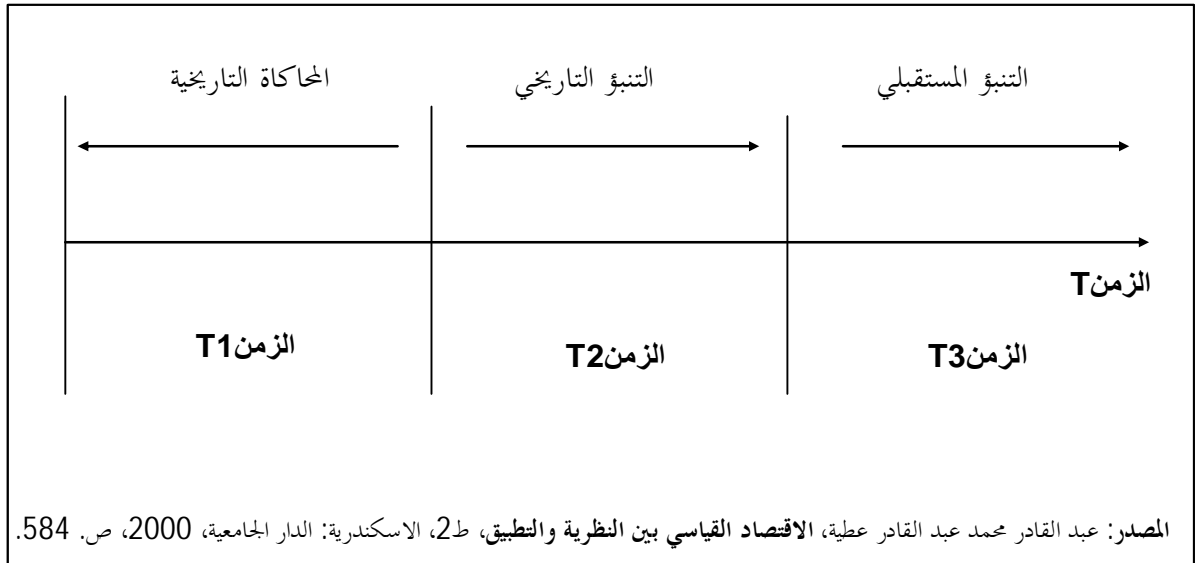 التنبؤ المستقبلي التنبؤ التاريخي المحاكاة التاريخية
الزمنT
الزمنT3 الزمنT2 الزمنT1
المصدر: عبد القادر محمد عبد القادر عطية، الاقتصاد القياسي بين النظرية والتطبيق، ط2، الاسكندرية: الدار الجامعية، 2000، ص. 584.